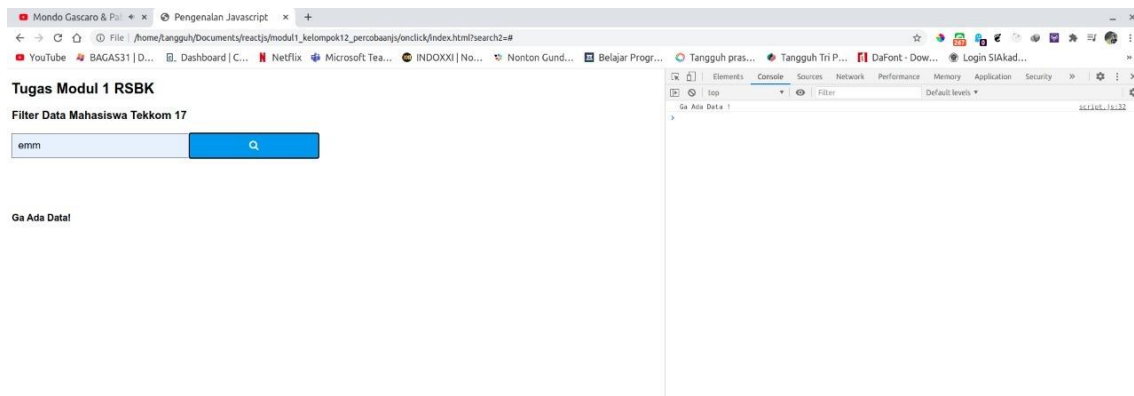 Mondo Gascaro & Pal
Pengenalan Javascript
File /home/tangguh/Documents/reactjs/modul1_kelompok12_percobaanjs/onclick/index.html?search2=#
YouTube BAGAS31 | D... Dashboard | C... Netflix Microsoft Tea... INDOXXI | No... Nonton Gund... Belajar Progr... Tangguh pras... Tangguh Tri P... DaFont - Dow... Login SIAkad...
Elements Console Sources Network Performance Memory Application Security
top Filter Default levels
Ga Ada Data ! script.js:32
Tugas Modul 1 RSBK
Filter Data Mahasiswa Tekkom 17
emm
Ga Ada Data!